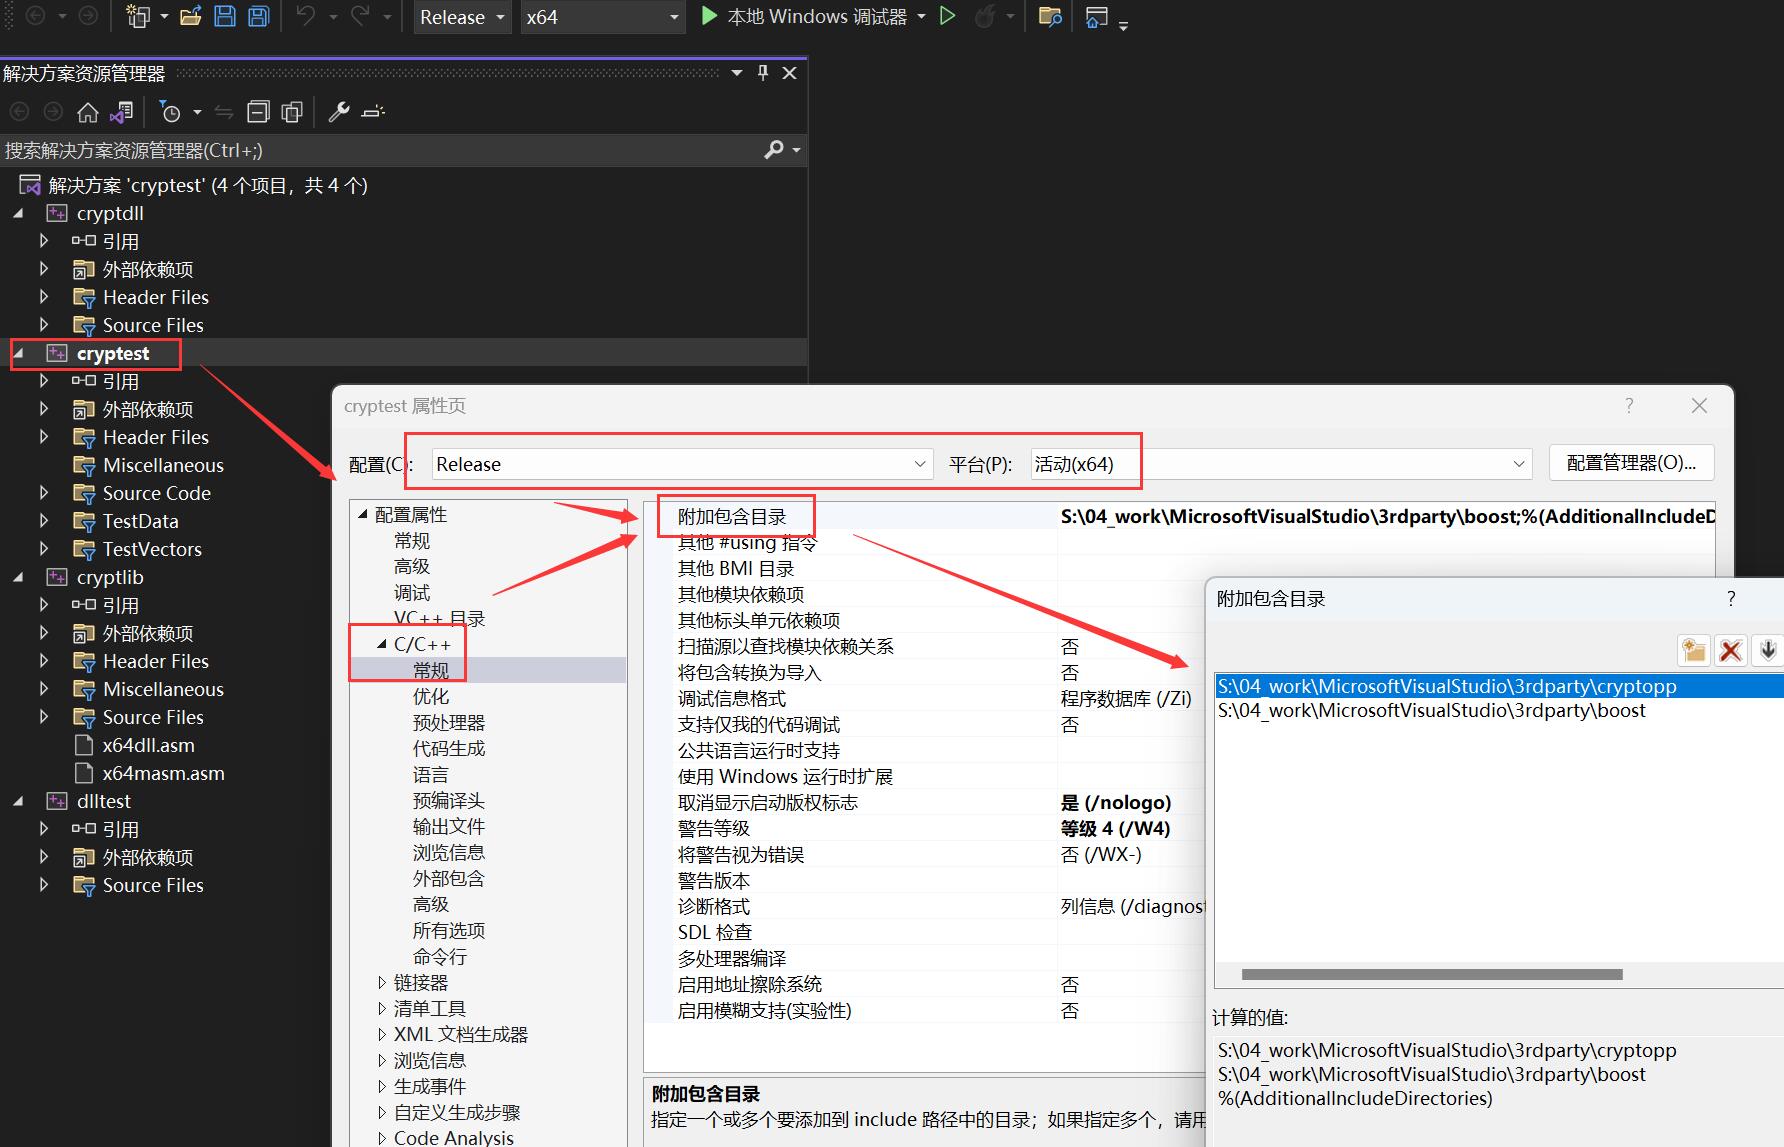 Release
x64
本地 Windows 调试器
解决方案资源管理器
搜索解决方案资源管理器(Ctrl+;)
解决方案 'cryptest' (4 个项目，共 4 个)
cryptdll
引用
外部依赖项
Header Files
Source Files
cryptest
引用
外部依赖项
Header Files
Miscellaneous
Source Code
TestData
TestVectors
cryptlib
引用
外部依赖项
Header Files
Miscellaneous
Source Files
x64dll.asm
x64masm.asm
dlltest
引用
外部依赖项
Source Files
cryptest 属性页
?
配置(C):
Release
平台(P):
活动(x64)
配置管理器(O)...
配置属性
常规
高级
调试
VC++ 目录
C/C++
常规
优化
预处理器
代码生成
语言
预编译头
输出文件
浏览信息
外部包含
高级
所有选项
命令行
链接器
清单工具
XML 文档生成器
浏览信息
生成事件
自定义生成步骤
Code Analysis
附加包含目录 S:\04_work\MicrosoftVisualStudio\3rdparty\boost;%(AdditionalIncludeD
其他 #using 指令
其他 BMI 目录
其他模块依赖项
其他标头单元依赖项
扫描源以查找模块依赖关系 否
将包含转换为导入 否
调试信息格式 程序数据库 (/Zi)
支持仅我的代码调试 否
公共语言运行时支持
使用 Windows 运行时扩展
取消显示启动版权标志 是 (/nologo)
警告等级 等级 4 (/W4)
将警告视为错误 否 (/WX-)
警告版本
诊断格式 列信息 (/diagnost
SDL 检查
多处理器编译
启用地址擦除系统 否
启用模糊支持(实验性) 否
附加包含目录
指定一个或多个要添加到 include 路径中的目录；如果指定多个，请用
附加包含目录
?
S:\04_work\MicrosoftVisualStudio\3rdparty\cryptopp
S:\04_work\MicrosoftVisualStudio\3rdparty\boost
计算的值:
S:\04_work\MicrosoftVisualStudio\3rdparty\cryptopp
S:\04_work\MicrosoftVisualStudio\3rdparty\boost
%(AdditionalIncludeDirectories)